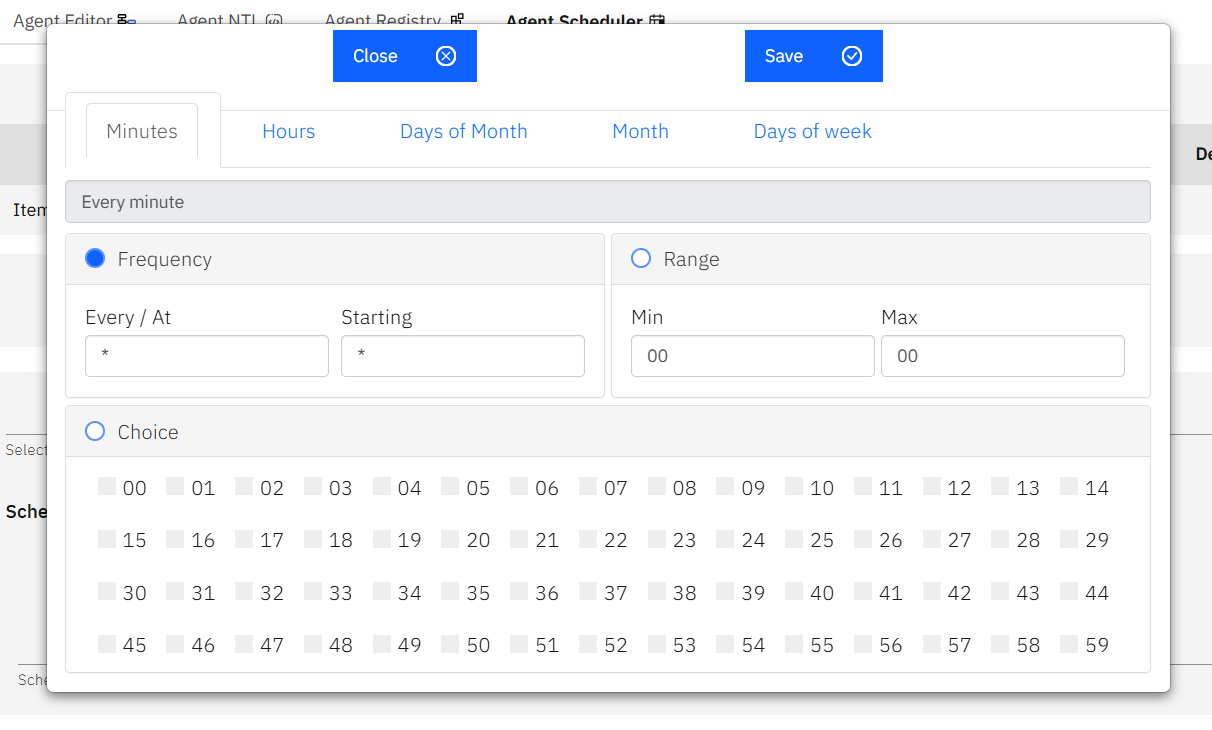 Agent Editor Agent NTL Agent Registry Agent Scheduler
Close Save
Minutes Hours Days of Month Month Days of week
De
Every minute
Item
Frequency Range
Every / At Starting Min Max
* * 00 00
Choice
Select
00 01 02 03 04 05 06 07 08 09 10 11 12 13 14
Sche
15 16 17 18 19 20 21 22 23 24 25 26 27 28 29
30 31 32 33 34 35 36 37 38 39 40 41 42 43 44
45 46 47 48 49 50 51 52 53 54 55 56 57 58 59
Sche